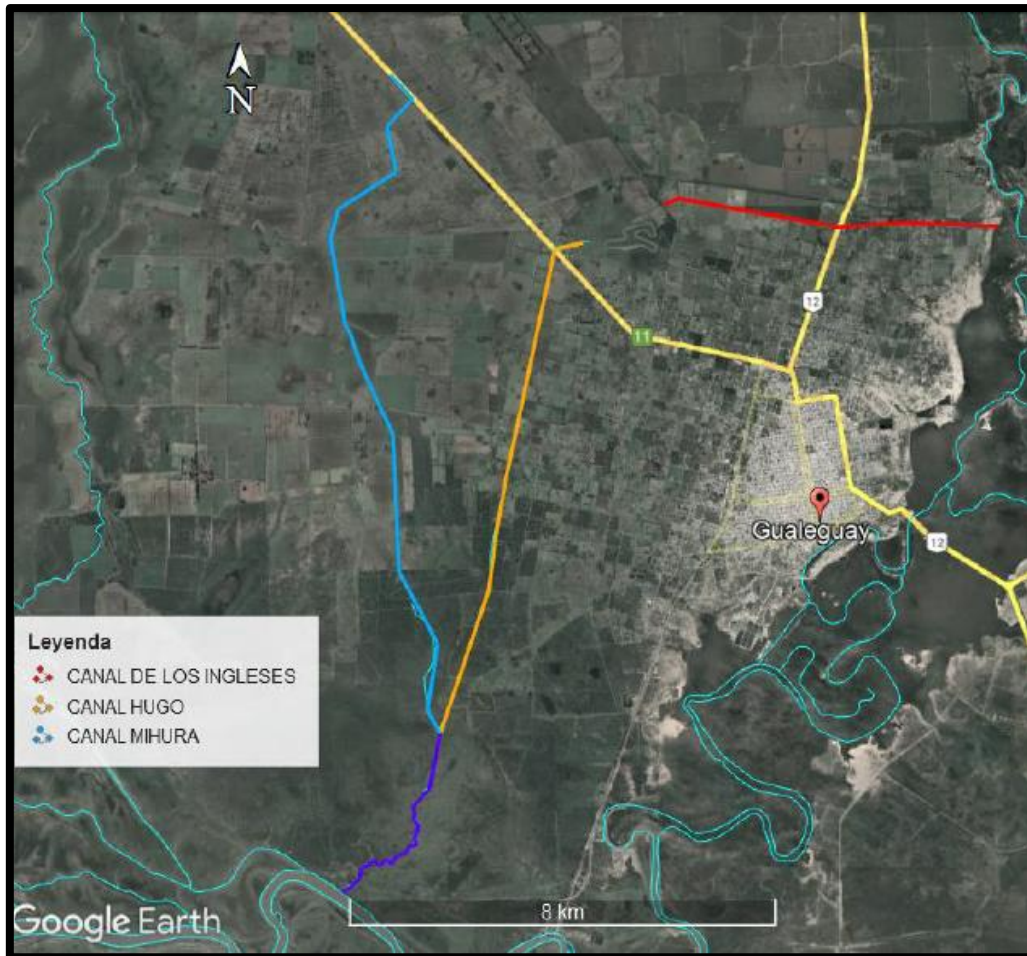 N
12
11
Gualeguay
12
Leyenda
CANAL DE LOS INGLESES
CANAL HUGO
CANAL MIHURA
8 km
Google Earth